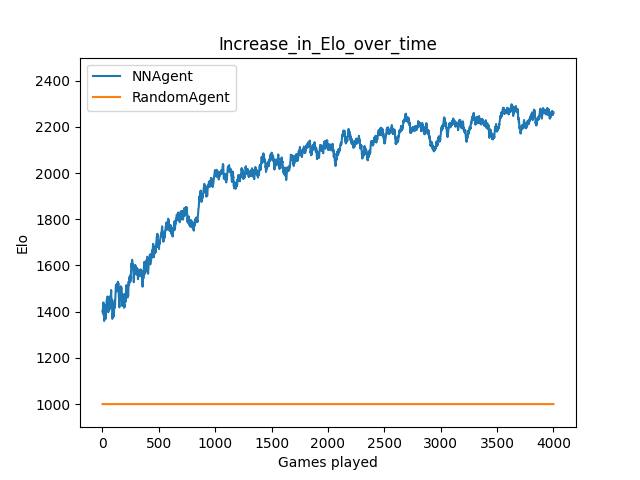 Increase_in_Elo_over_time
NNAgent
RandomAgent
2400
2200
2000
1800
1600
1400
1200
1000
Elo
0 500 1000 1500 2000 2500 3000 3500 4000
Games played